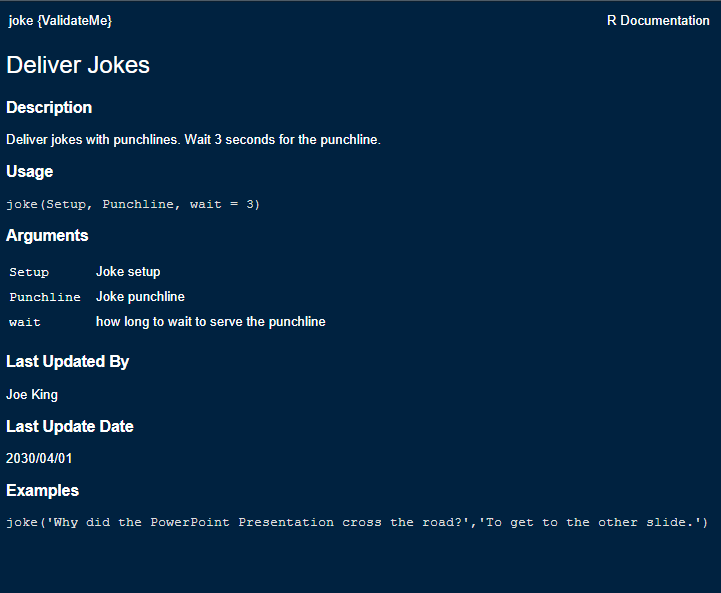 joke {ValidateMe} R Documentation
Deliver Jokes
Description
Deliver jokes with punchlines. Wait 3 seconds for the punchline.
Usage
joke(Setup, Punchline, wait = 3)
Arguments
Setup Joke setup
Punchline Joke punchline
wait how long to wait to serve the punchline
Last Updated By
Joe King
Last Update Date
2030/04/01
Examples
joke('Why did the PowerPoint Presentation cross the road?','To get to the other slide.')